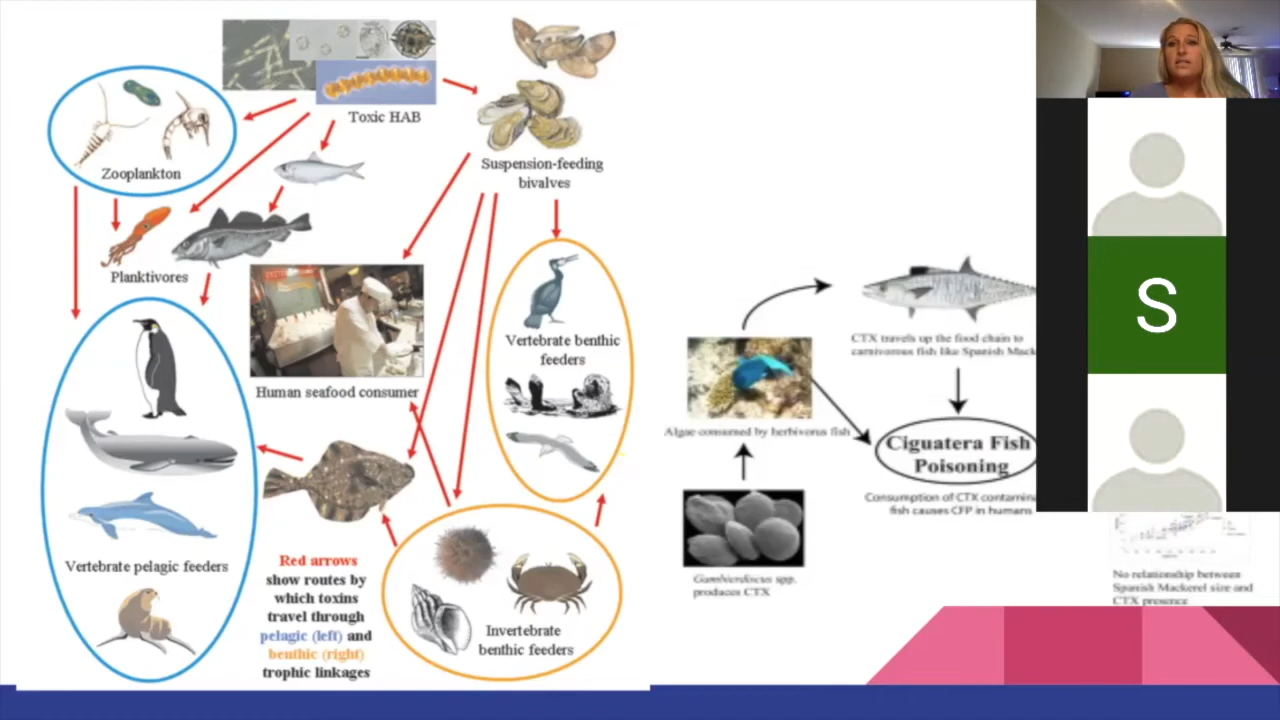 Toxic HAB
Zooplankton
Suspension-feeding
bivalves
Planktivores
Human seafood consumer
Vertebrate benthic
feeders
Vertebrate pelagic feeders
Red arrows
show routes by
which toxins
travel through
pelagic (left) and
benthic (right)
trophic linkages
Invertebrate
benthic feeders
CTX travels up the food chain to
carnivorous fish like Spanish Mack
Algae consumed by herbivorus fish
Ciguatera Fish
Poisoning
Consumption of CTX contamina
fish causes CFP in humans
Gambierdiscus spp.
produces CTX
No relationship between
Spanish Mackerel size and
CTX presence
S